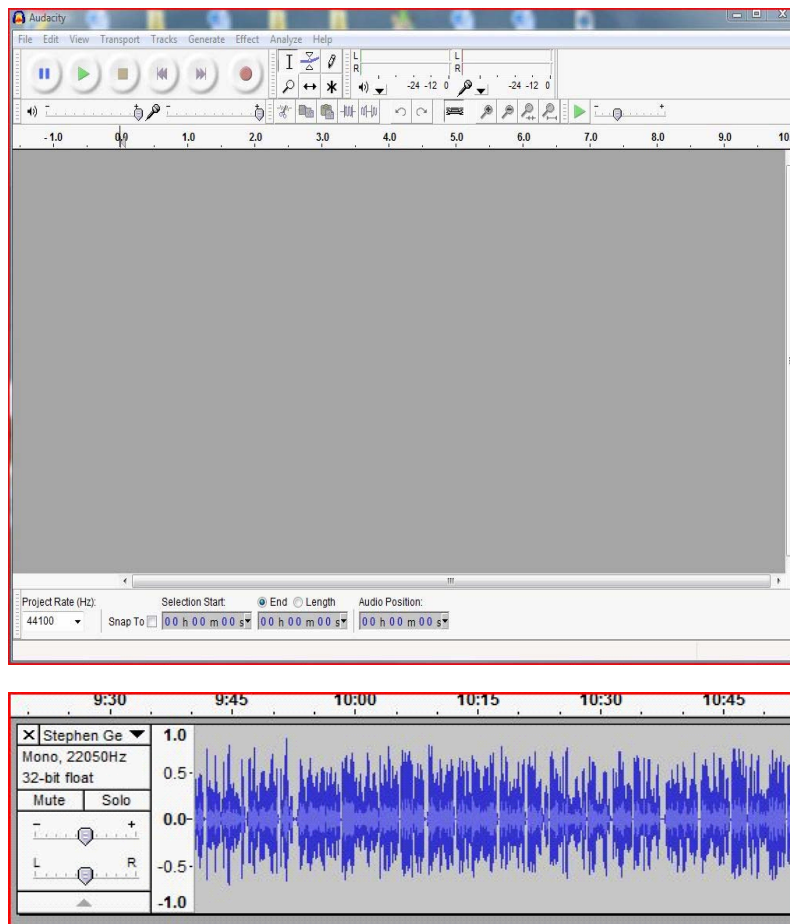 Audacity
File Edit View Transport Tracks Generate Effect Analyze Help
L L
R R
-24 -12 0 -24 -12 0
- + - + - +
-1.0 0.0 1.0 2.0 3.0 4.0 5.0 6.0 7.0 8.0 9.0 10.
Project Rate (Hz): Selection Start: End Length Audio Position:
44100 Snap To 00 h 00 m 00 s 00 h 00 m 00 s 00 h 00 m 00 s
9:30 9:45 10:00 10:15 10:30 10:45
X Stephen Ge 1.0
Mono, 22050Hz
32-bit float 0.5
Mute Solo
- + 0.0
L R -0.5
-1.0